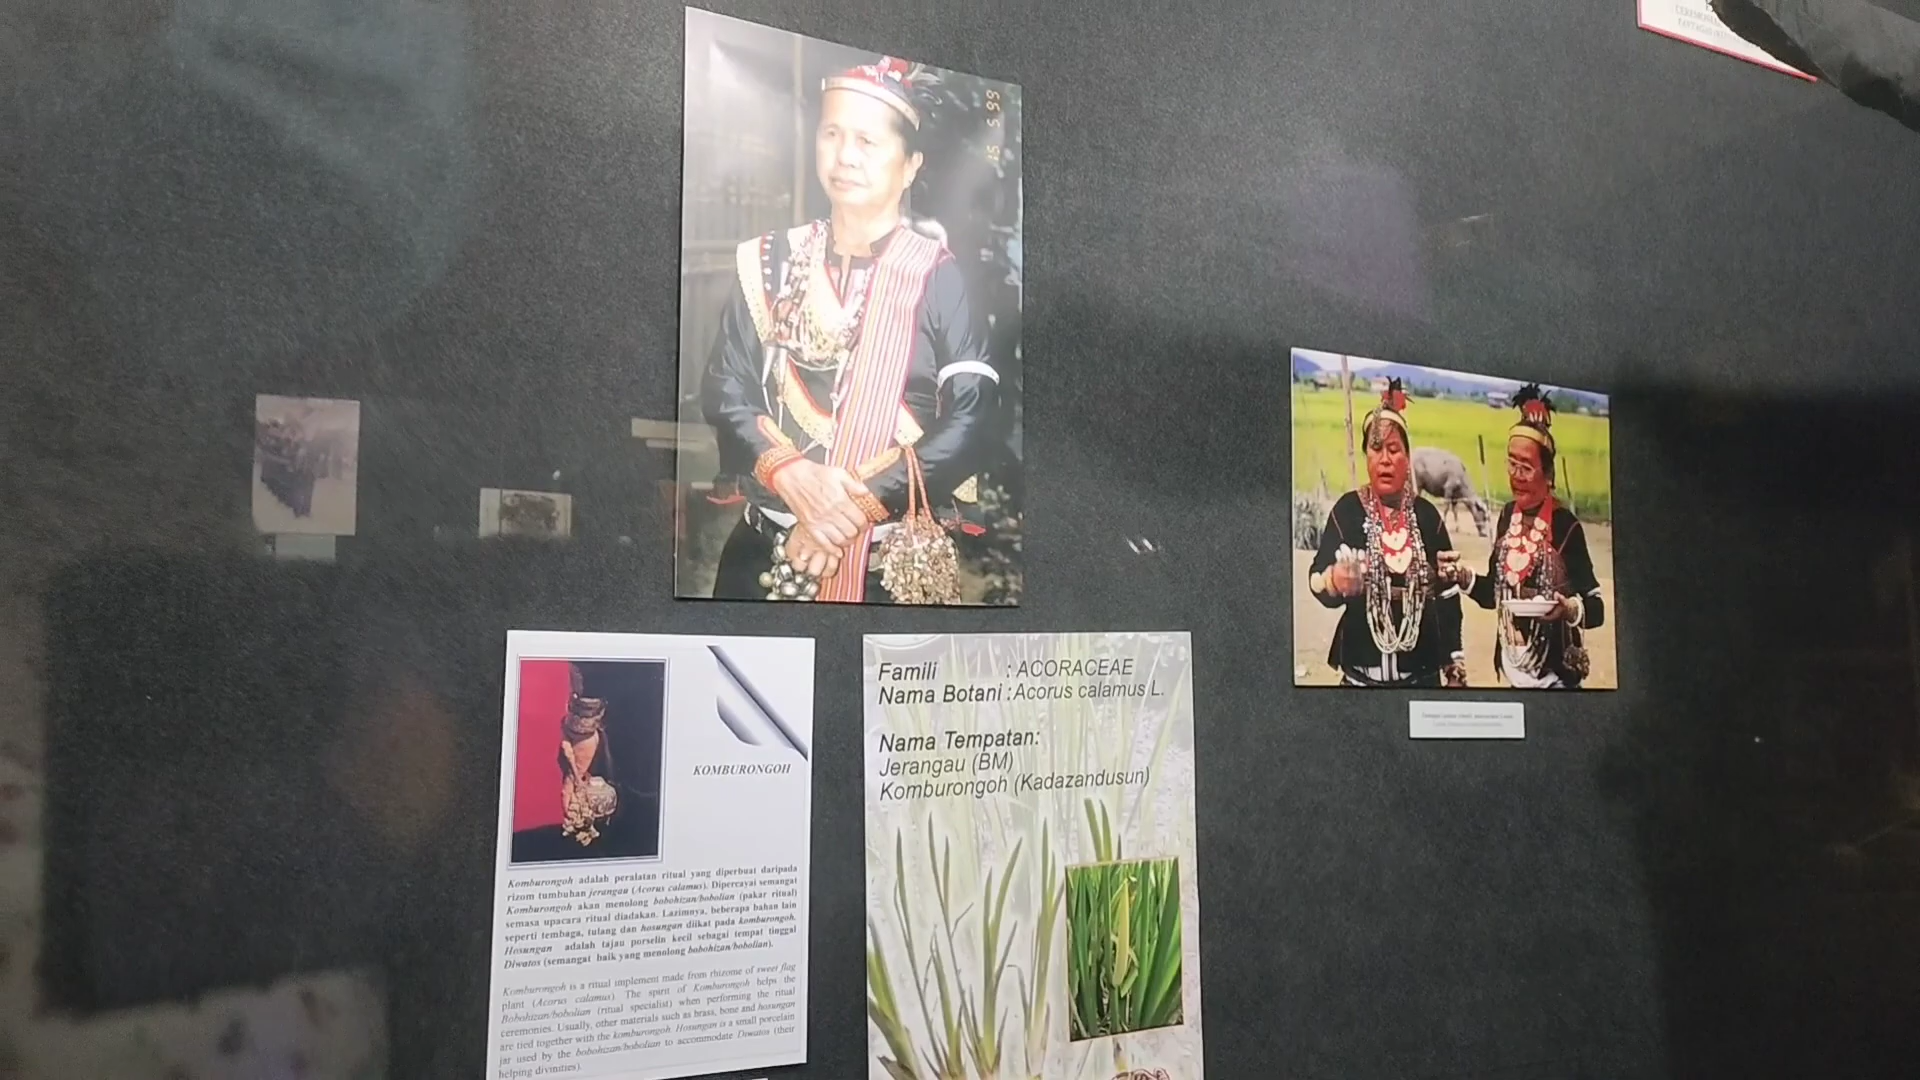 15 5 99
KOMBURONGOH
Komburongoh adalah peralatan ritual yang diperbuat daripada
rizom tumbuhan jerangau (Acorus calamus). Dipercayai semangat
Komburongoh akan menolong bobohizan/bobolian (pakar ritual)
semasa upacara ritual diadakan. Lazimnya, beberapa bahan lain
seperti tembaga, tulang dan hosungan diikat pada komburongoh.
Hosungan adalah tajau porselin kecil sebagai tempat tinggal
Diwatos (semangat baik yang menolong bobohizan/bobolian).
Komburongoh is a ritual implement made from rhizome of sweet flag
plant (Acorus calamus). The spirit of Komburongoh helps the
Bobohizan/bobolian (ritual specialist) when performing the ritual
ceremonies. Usually, other materials such as brass, bone and hosungan
are tied together with the komburongoh. Hosungan is a small porcelain
jar used by the bobohizan/bobolian to accommodate Diwatos (their
helping divinities).
Famili : ACORACEAE
Nama Botani : Acorus calamus L.
Nama Tempatan:
Jerangau (BM)
Komburongoh (Kadazandusun)